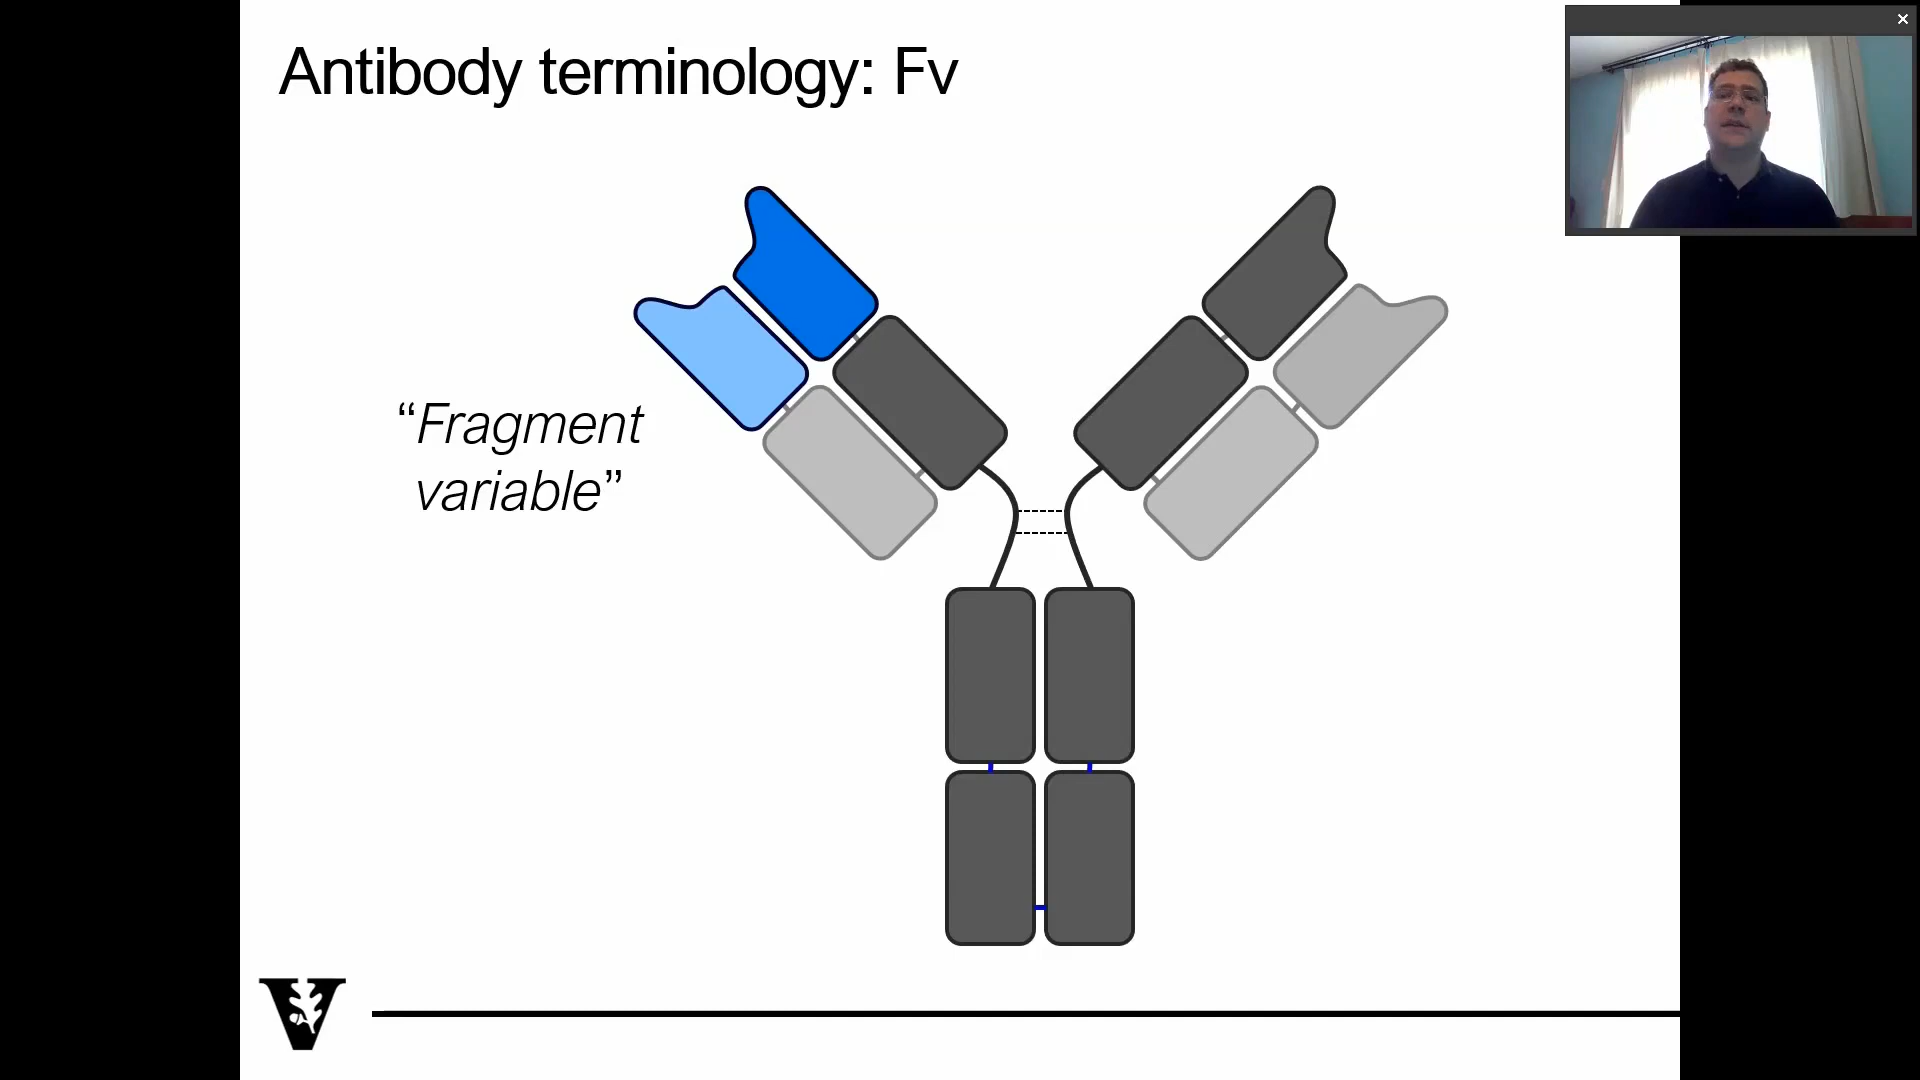 Antibody terminology: Fv
“Fragment
variable”
V